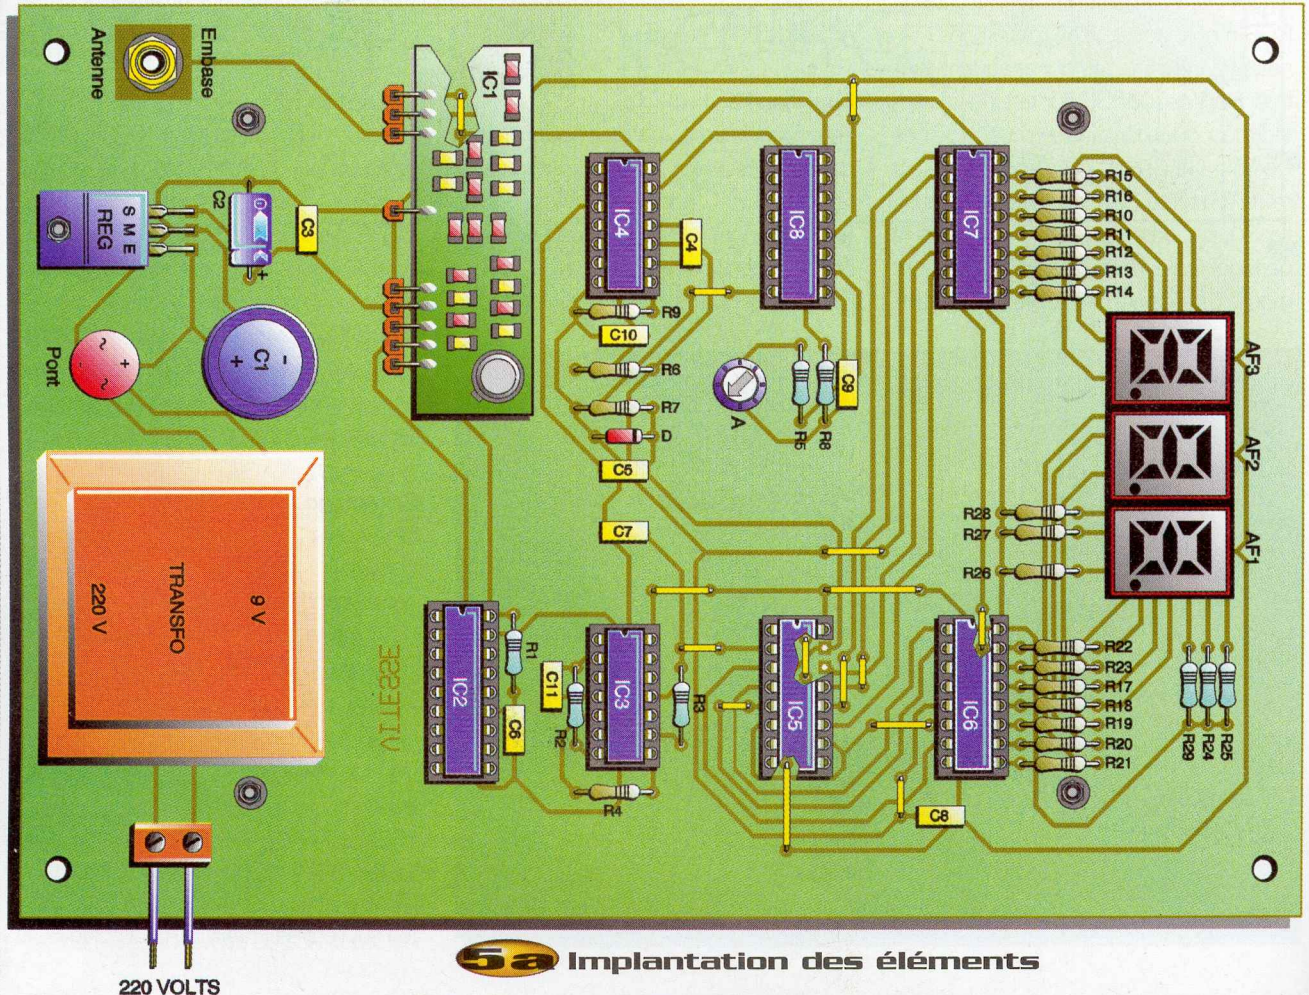 Embase
Antenne
IC1
S M E
REG
C2
+
C3
C1
- +
Pont
~ + ~
IC4
C4
IC8
IC7
R15
R16
R10
R11
R12
R13
R14
R9
C10
R6
R7
D
C5
C7
A
R5
R8
C9
AF3
AF2
AF1
R28
R27
R26
TRANSFO
9 V
220 V
VITESSE
IC2
R1
C6
C11
R2
IC3
R3
R4
IC5
IC6
R22
R23
R17
R18
R19
R20
R21
R29
R24
R25
C8
220 VOLTS
5a Implantation des éléments